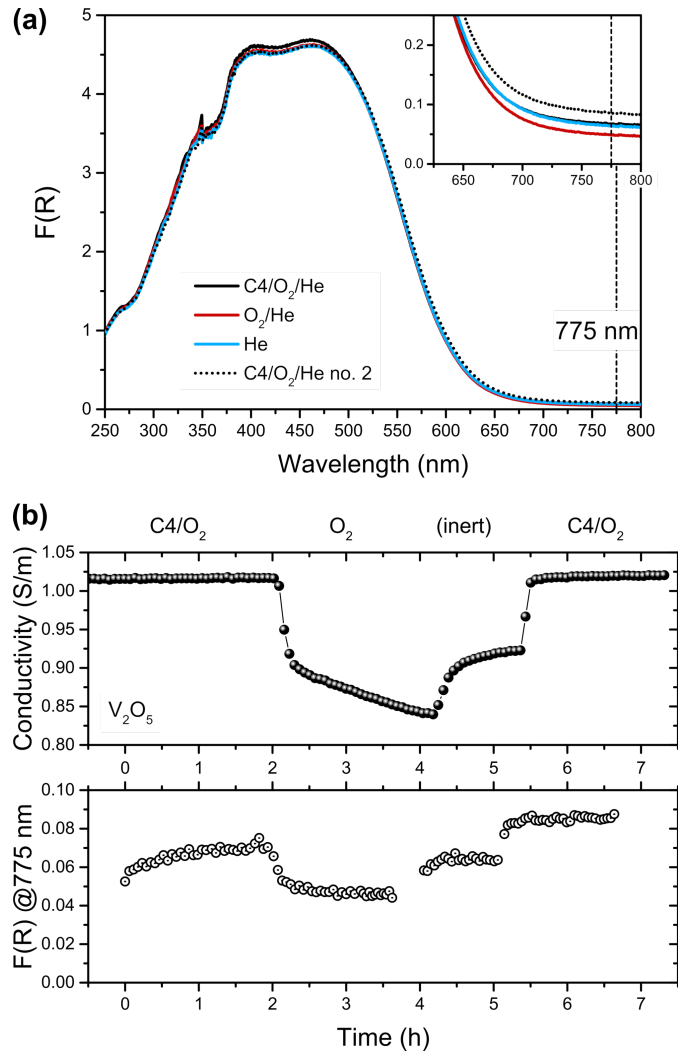 (a)
5
4
3
2
1
0
F(R)
250 300 350 400 450 500 550 600 650 700 750 800
Wavelength (nm)
C4/O₂/He
O₂/He
He
C4/O₂/He no. 2
775 nm
0.2
0.1
0.0
650 700 750 800
(b)
C4/O₂ O₂ (inert) C4/O₂
1.05
1.00
0.95
0.90
0.85
0.80
Conductivity (S/m)
V₂O₅
0 1 2 3 4 5 6 7
0.10
0.08
0.06
0.04
0.02
0.00
F(R) @775 nm
0 1 2 3 4 5 6 7
Time (h)